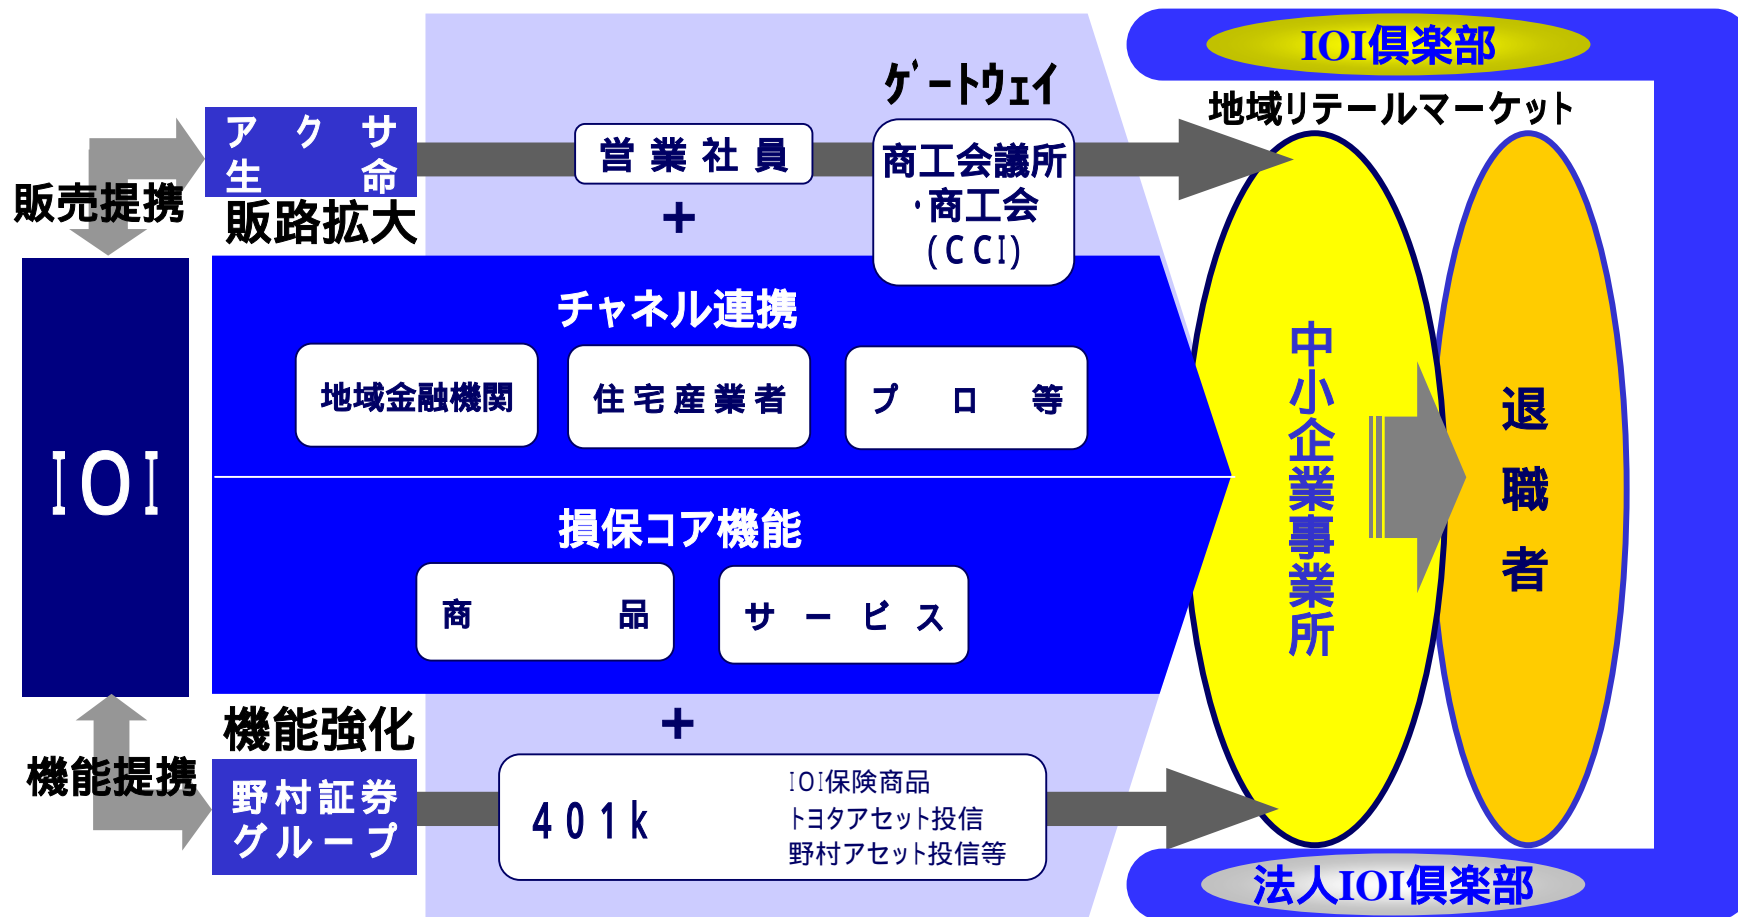 IOI倶楽部
ゲートウェイ
地域リテールマーケット
アクサ
生命
営業社員
商工会議所
・商工会
(CCI)
販売提携
販路拡大
+
チャネル連携
地域金融機関
住宅産業者
プロ等
中小企業事業所
退職者
IOI
損保コア機能
商品
サービス
機能強化
+
機能提携
野村証券
グループ
401k
IOI保険商品
トヨタアセット投信
野村アセット投信等
法人IOI倶楽部